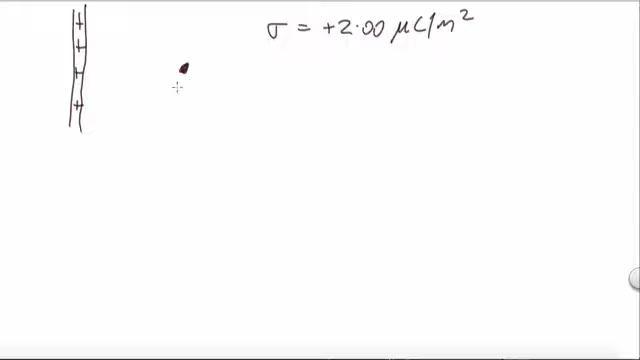 σ = +2.00 μC/m²
+
+
+
+